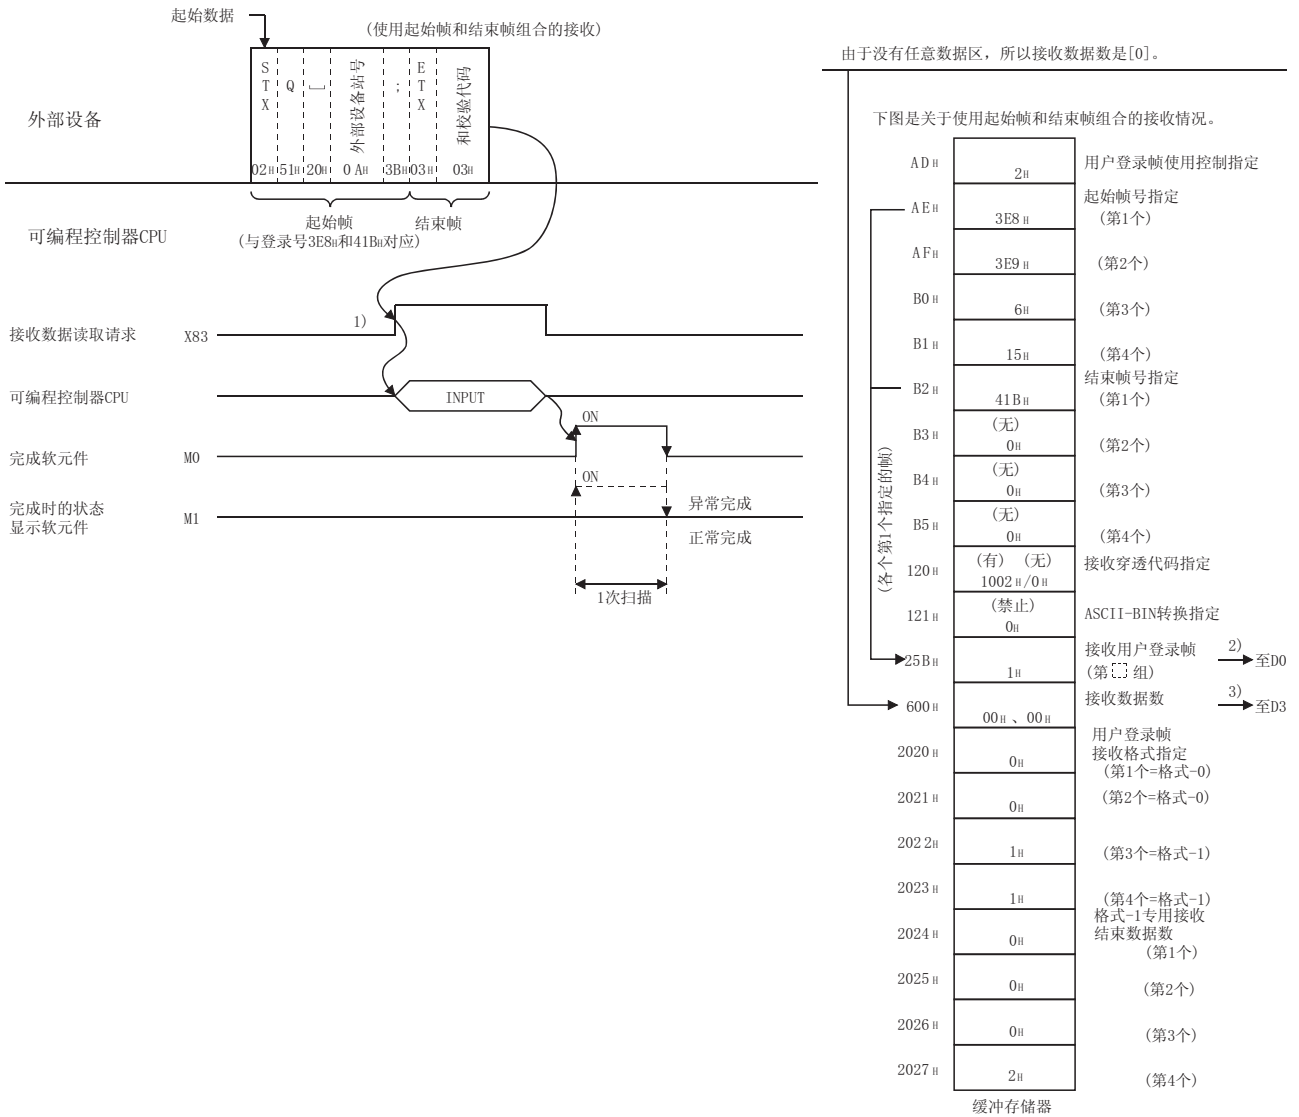 起始数据
(使用起始帧和结束帧组合的接收)
S T X
Q
外部设备站号
;
E T X
和校验代码
02H 51H 20H 0AH 3BH 03H 03H
外部设备
起始帧
结束帧
(与登录号3E8H和41BH对应)
可编程控制器CPU
1)
接收数据读取请求 X83
可编程控制器CPU
INPUT
ON
完成软元件 M0
ON
完成时的状态
显示软元件
M1
异常完成
正常完成
1次扫描
由于没有任意数据区，所以接收数据数是[0]。
下图是关于使用起始帧和结束帧组合的接收情况。
ADH 2H 用户登录帧使用控制指定
起始帧号指定
AEH 3E8H (第1个)
AFH 3E9H (第2个)
B0H 6H (第3个)
B1H 15H (第4个)
结束帧号指定
B2H 41BH (第1个)
(无)
B3H 0H (第2个)
(无)
B4H 0H (第3个)
(无)
B5H 0H (第4个)
(各个第1个指定的帧)
(有) (无)
120H 1002H/0H 接收穿透代码指定
(禁止)
121H 0H ASCII-BIN转换指定
接收用户登录帧
25BH 1H (第 组)
2) 至D0
600H 00H、00H 接收数据数
3) 至D3
用户登录帧
接收格式指定
2020H 0H (第1个=格式-0)
2021H 0H (第2个=格式-0)
2022H 1H (第3个=格式-1)
2023H 1H (第4个=格式-1)
格式-1专用接收
结束数据数
2024H 0H (第1个)
2025H 0H (第2个)
2026H 0H (第3个)
2027H 2H (第4个)
缓冲存储器